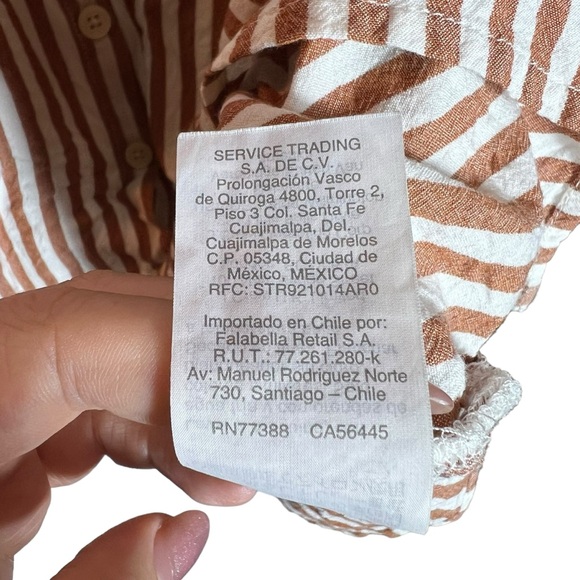 SERVICE TRADING
S.A. DE C.V.
Prolongación Vasco
de Quiroga 4800, Torre 2,
Piso 3 Col. Santa Fe
Cuajimalpa, Del.
Cuajimalpa de Morelos
C.P. 05348, Ciudad de
México, MÉXICO
RFC: STR921014AR0
Importado en Chile por:
Falabella Retail S.A.
R.U.T.: 77.261.280-k
Av: Manuel Rodriguez Norte
730, Santiago – Chile
RN77388 CA56445